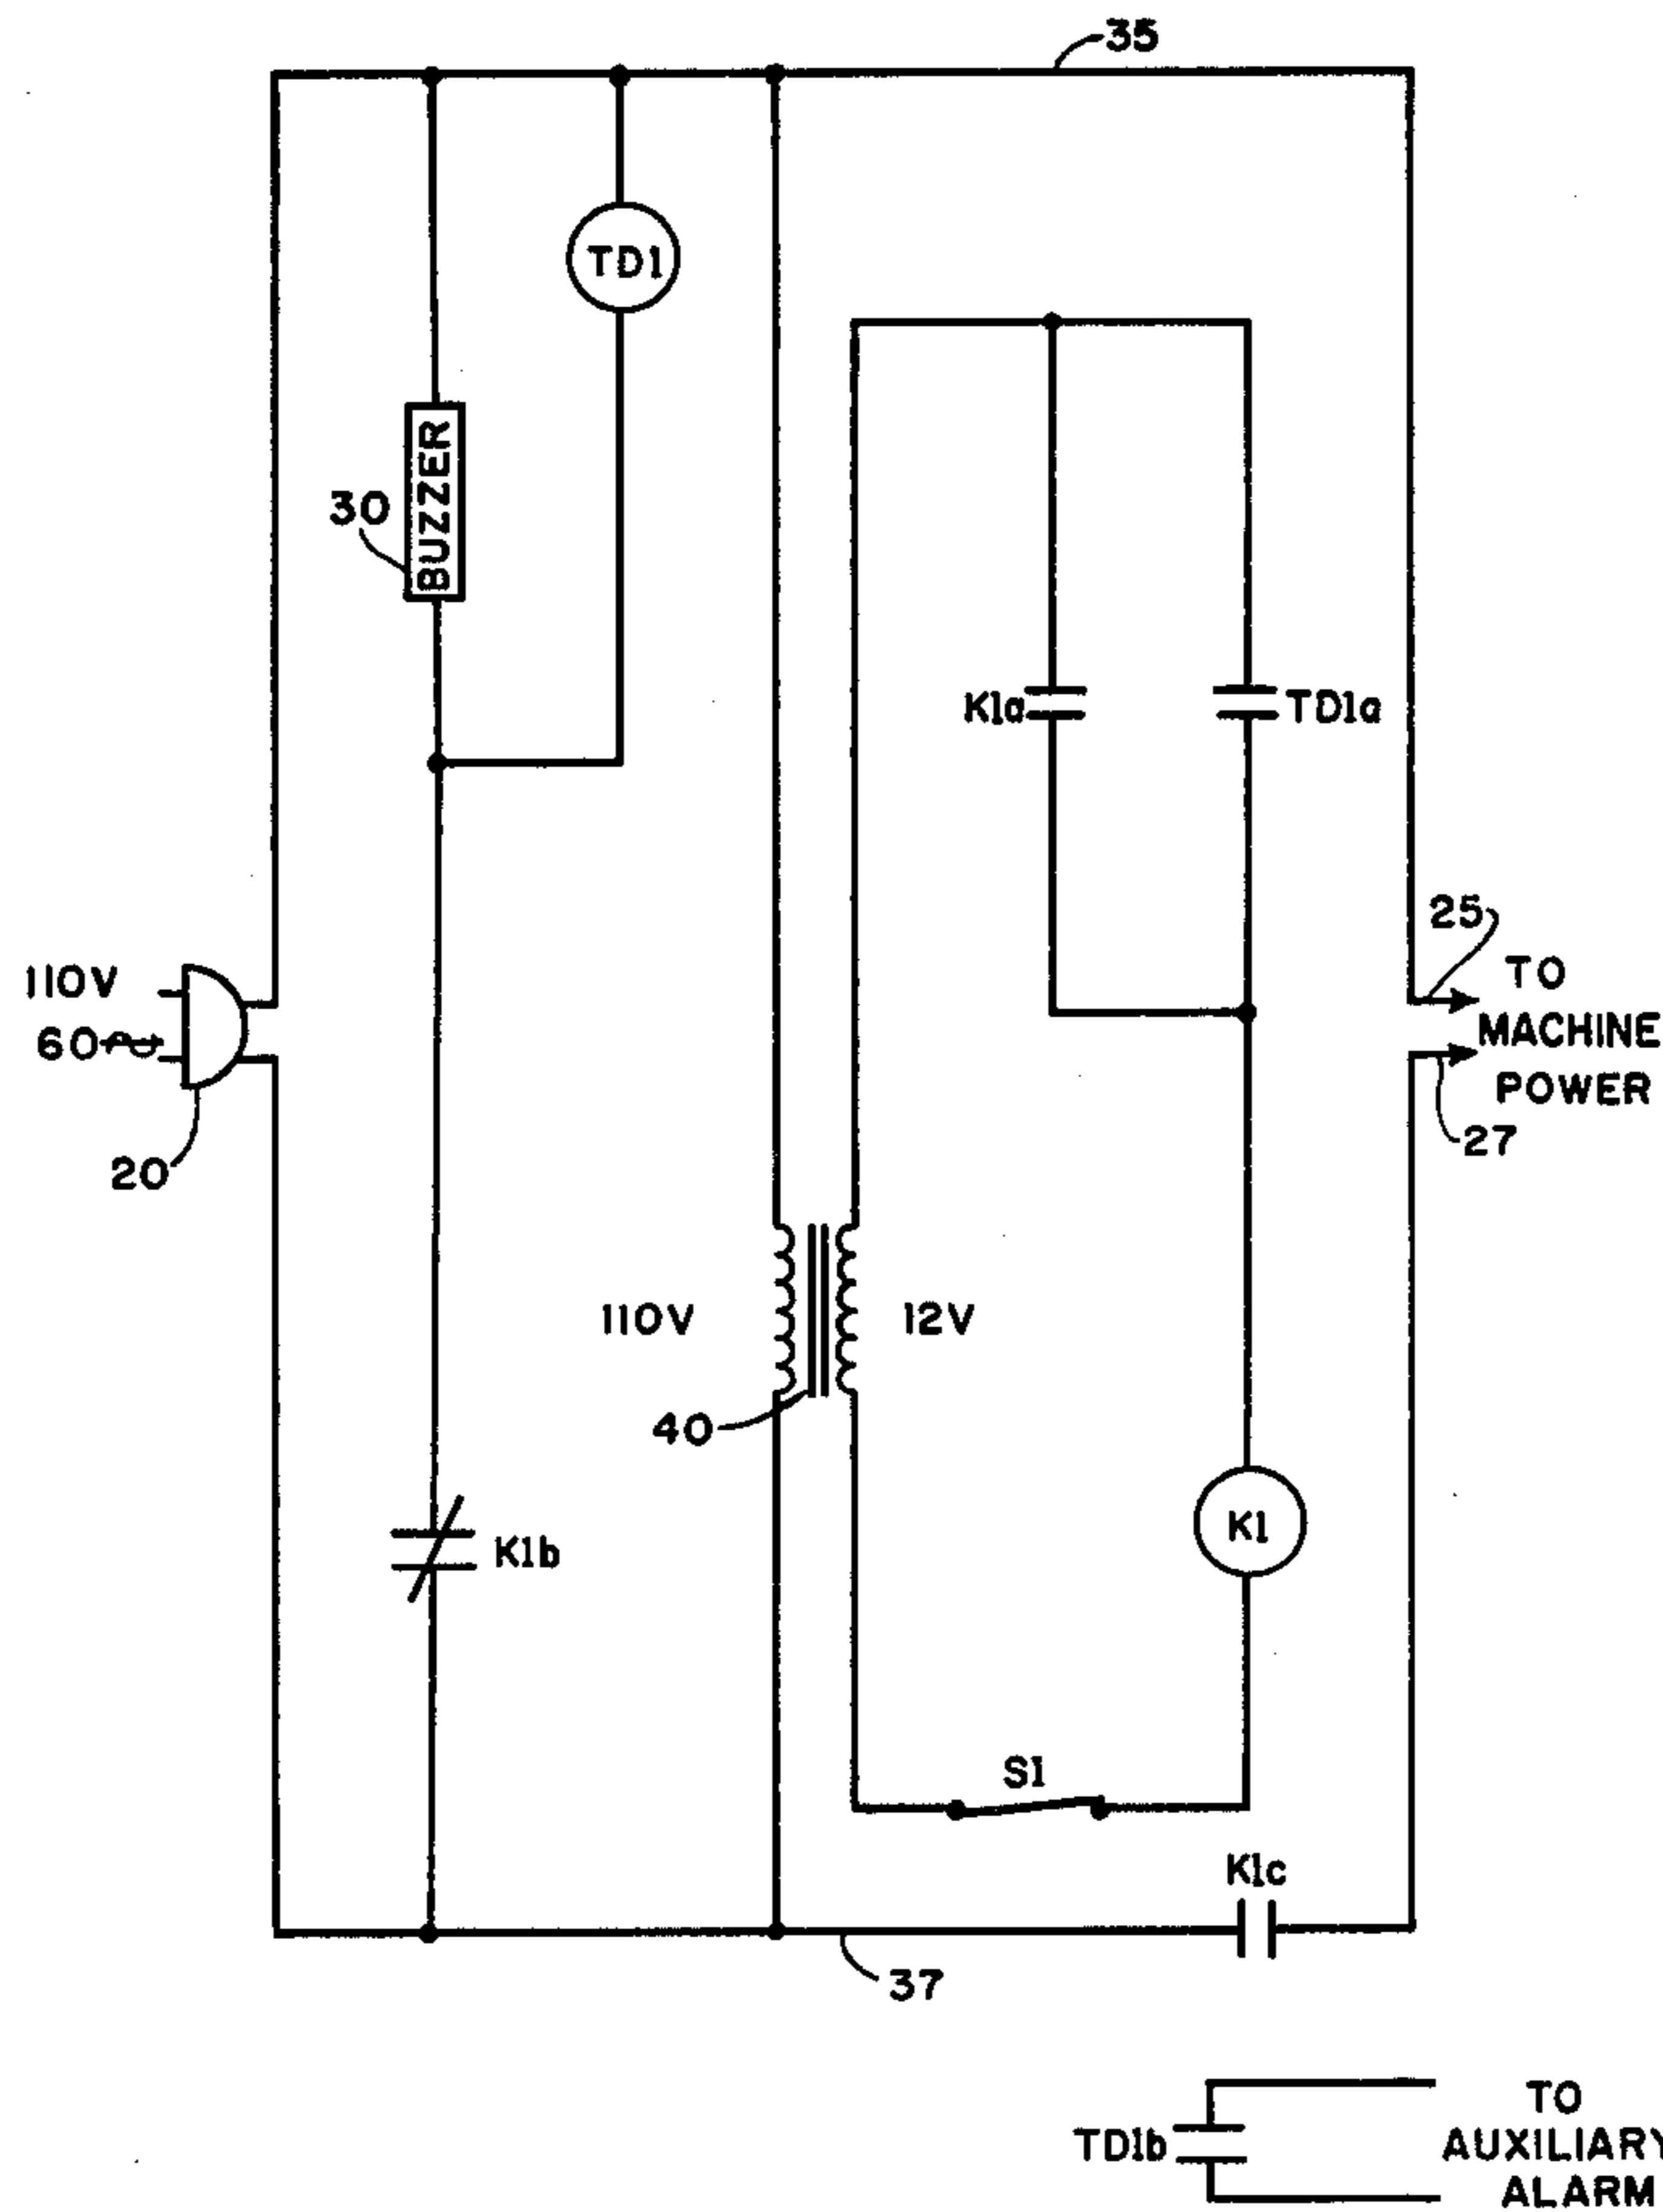 35
TD1
BUZZER
30
K1a
TD1a
110V
60
20
25
TO
MACHINE
POWER
27
110V
12V
40
K1b
K1
S1
K1c
37
TD1b
TO
AUXILIARY
ALARM